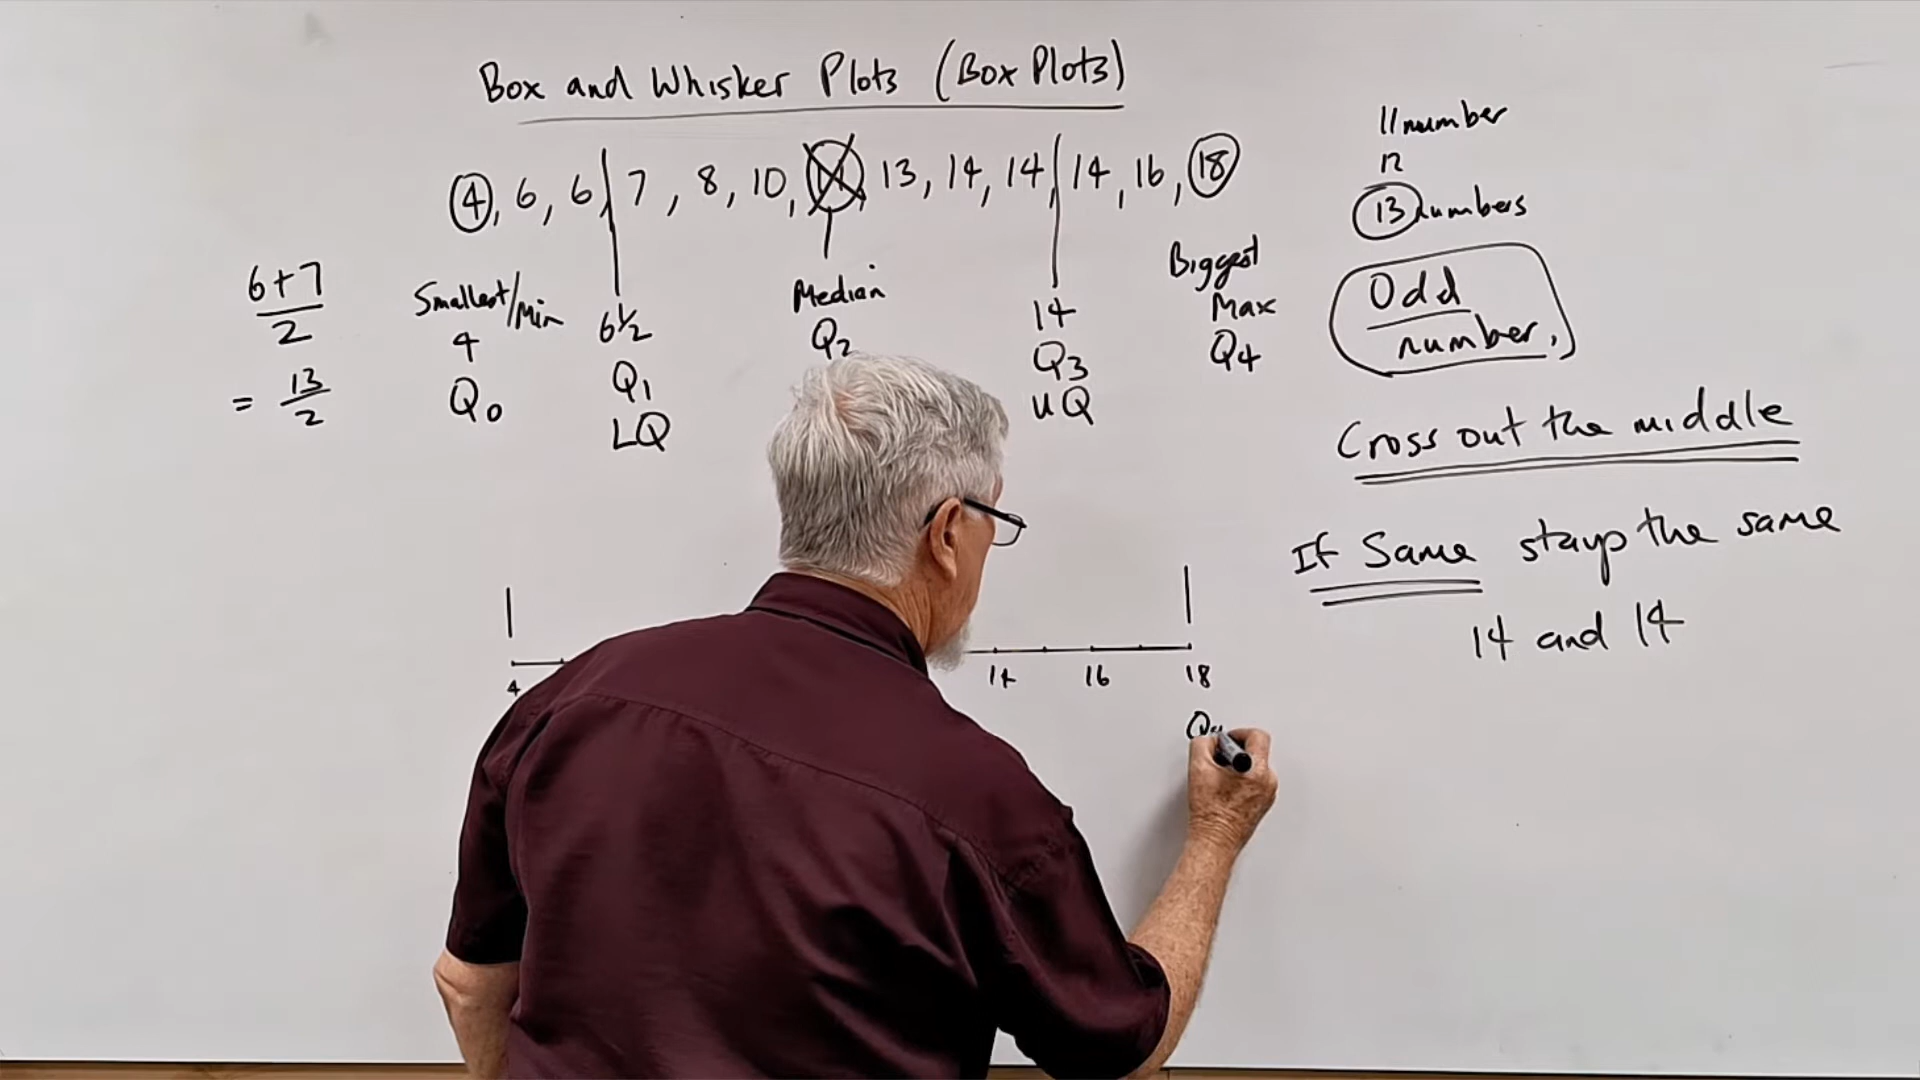 Box and Whisker Plots (Box Plots)
4, 6, 6, 7, 8, 10, 13, 14, 14, 14, 16, 18
6+7
2
= 13
2
Smallest/Min
4
Q0
6 1/2
Q1
LQ
Median
Q2
14
Q3
UQ
Biggest
Max
Q4
11 number
n
13 numbers
Odd
number.
Cross out the middle
If Same stays the same
14 and 14
4 14 16 18